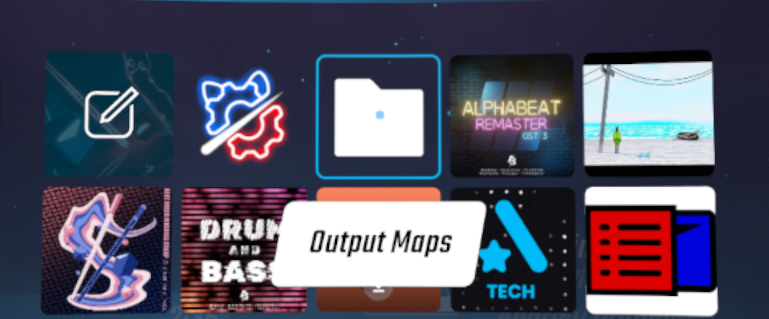 ALPHABEAT
REMASTER
OST 3
DRUM
AND
BASS
Output Maps
TECH